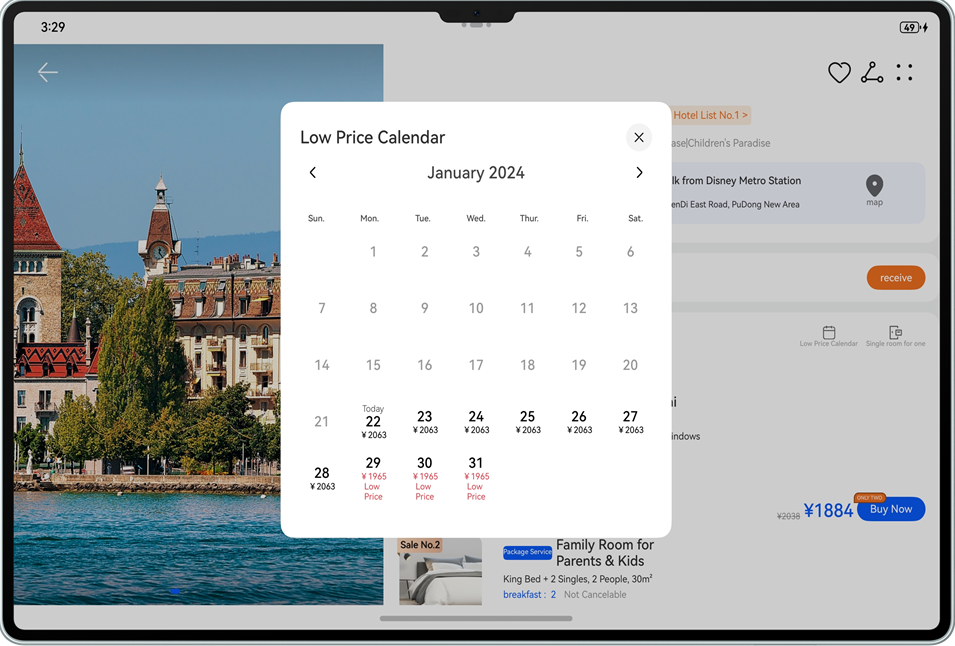 3:29
49
Hotel List No.1 >
ase|Children's Paradise
lk from Disney Metro Station
enDi East Road, PuDong New Area
map
receive
Low Price Calendar
Single room for one
ni
indows
ONLY TWO
¥2038 ¥1884 Buy Now
Low Price Calendar
January 2024
Sun. Mon. Tue. Wed. Thur. Fri. Sat.
1 2 3 4 5 6
7 8 9 10 11 12 13
14 15 16 17 18 19 20
Today
21 22 23 24 25 26 27
¥2063 ¥2063 ¥2063 ¥2063 ¥2063 ¥2063
28 29 30 31
¥2063 ¥1965 ¥1965 ¥1965
Low Low Low
Price Price Price
Sale No.2
Package Service
Family Room for
Parents & Kids
King Bed + 2 Singles, 2 People, 30m²
breakfast : 2 Not Cancelable